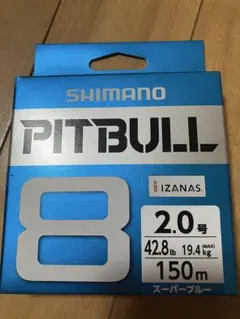 SHIMANO
PITBULL
8
IZANAS
2.0号
42.8lb 19.4kg (MAX)
150m
スーパーブルー